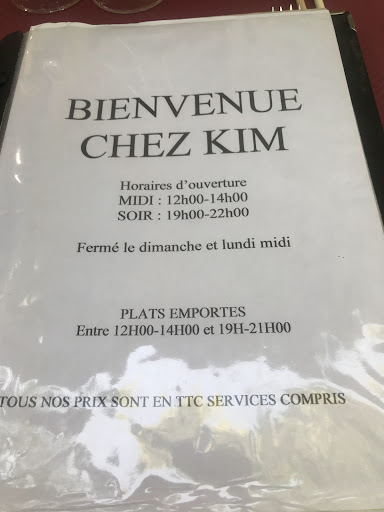 BIENVENUE
CHEZ KIM
Horaires d'ouverture
MIDI : 12h00-14h00
SOIR : 19h00-22h00
Fermé le dimanche et lundi midi
PLATS EMPORTES
Entre 12H00-14H00 et 19H-21H00
TOUS NOS PRIX SONT EN TTC SERVICES COMPRIS